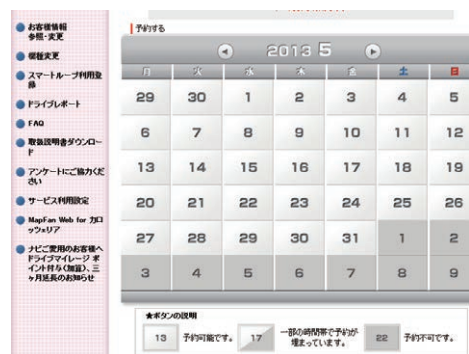 お客様情報
参照・変更
機種変更
スマートループ利用登
録
ドライブレポート
FAQ
取扱説明書ダウンロー
ド
アンケートにご協力くだ
さい
サービス利用設定
MapFan Web for カロ
ッツェリア
ナビご愛用のお客様へ
ドライブマイレージ ポ
イント付与(加算)、三
ヶ月延長のお知らせ
予約する
2013 5
月 火 水 木 金 土 日
29 30 1 2 3 4 5
6 7 8 9 10 11 12
13 14 15 16 17 18 19
20 21 22 23 24 25 26
27 28 29 30 31 1 2
3 4 5 6 7 8 9
★ボタンの説明
13 予約可能です。
17 一部の時間帯で予約が
埋まっています。
22 予約不可です。